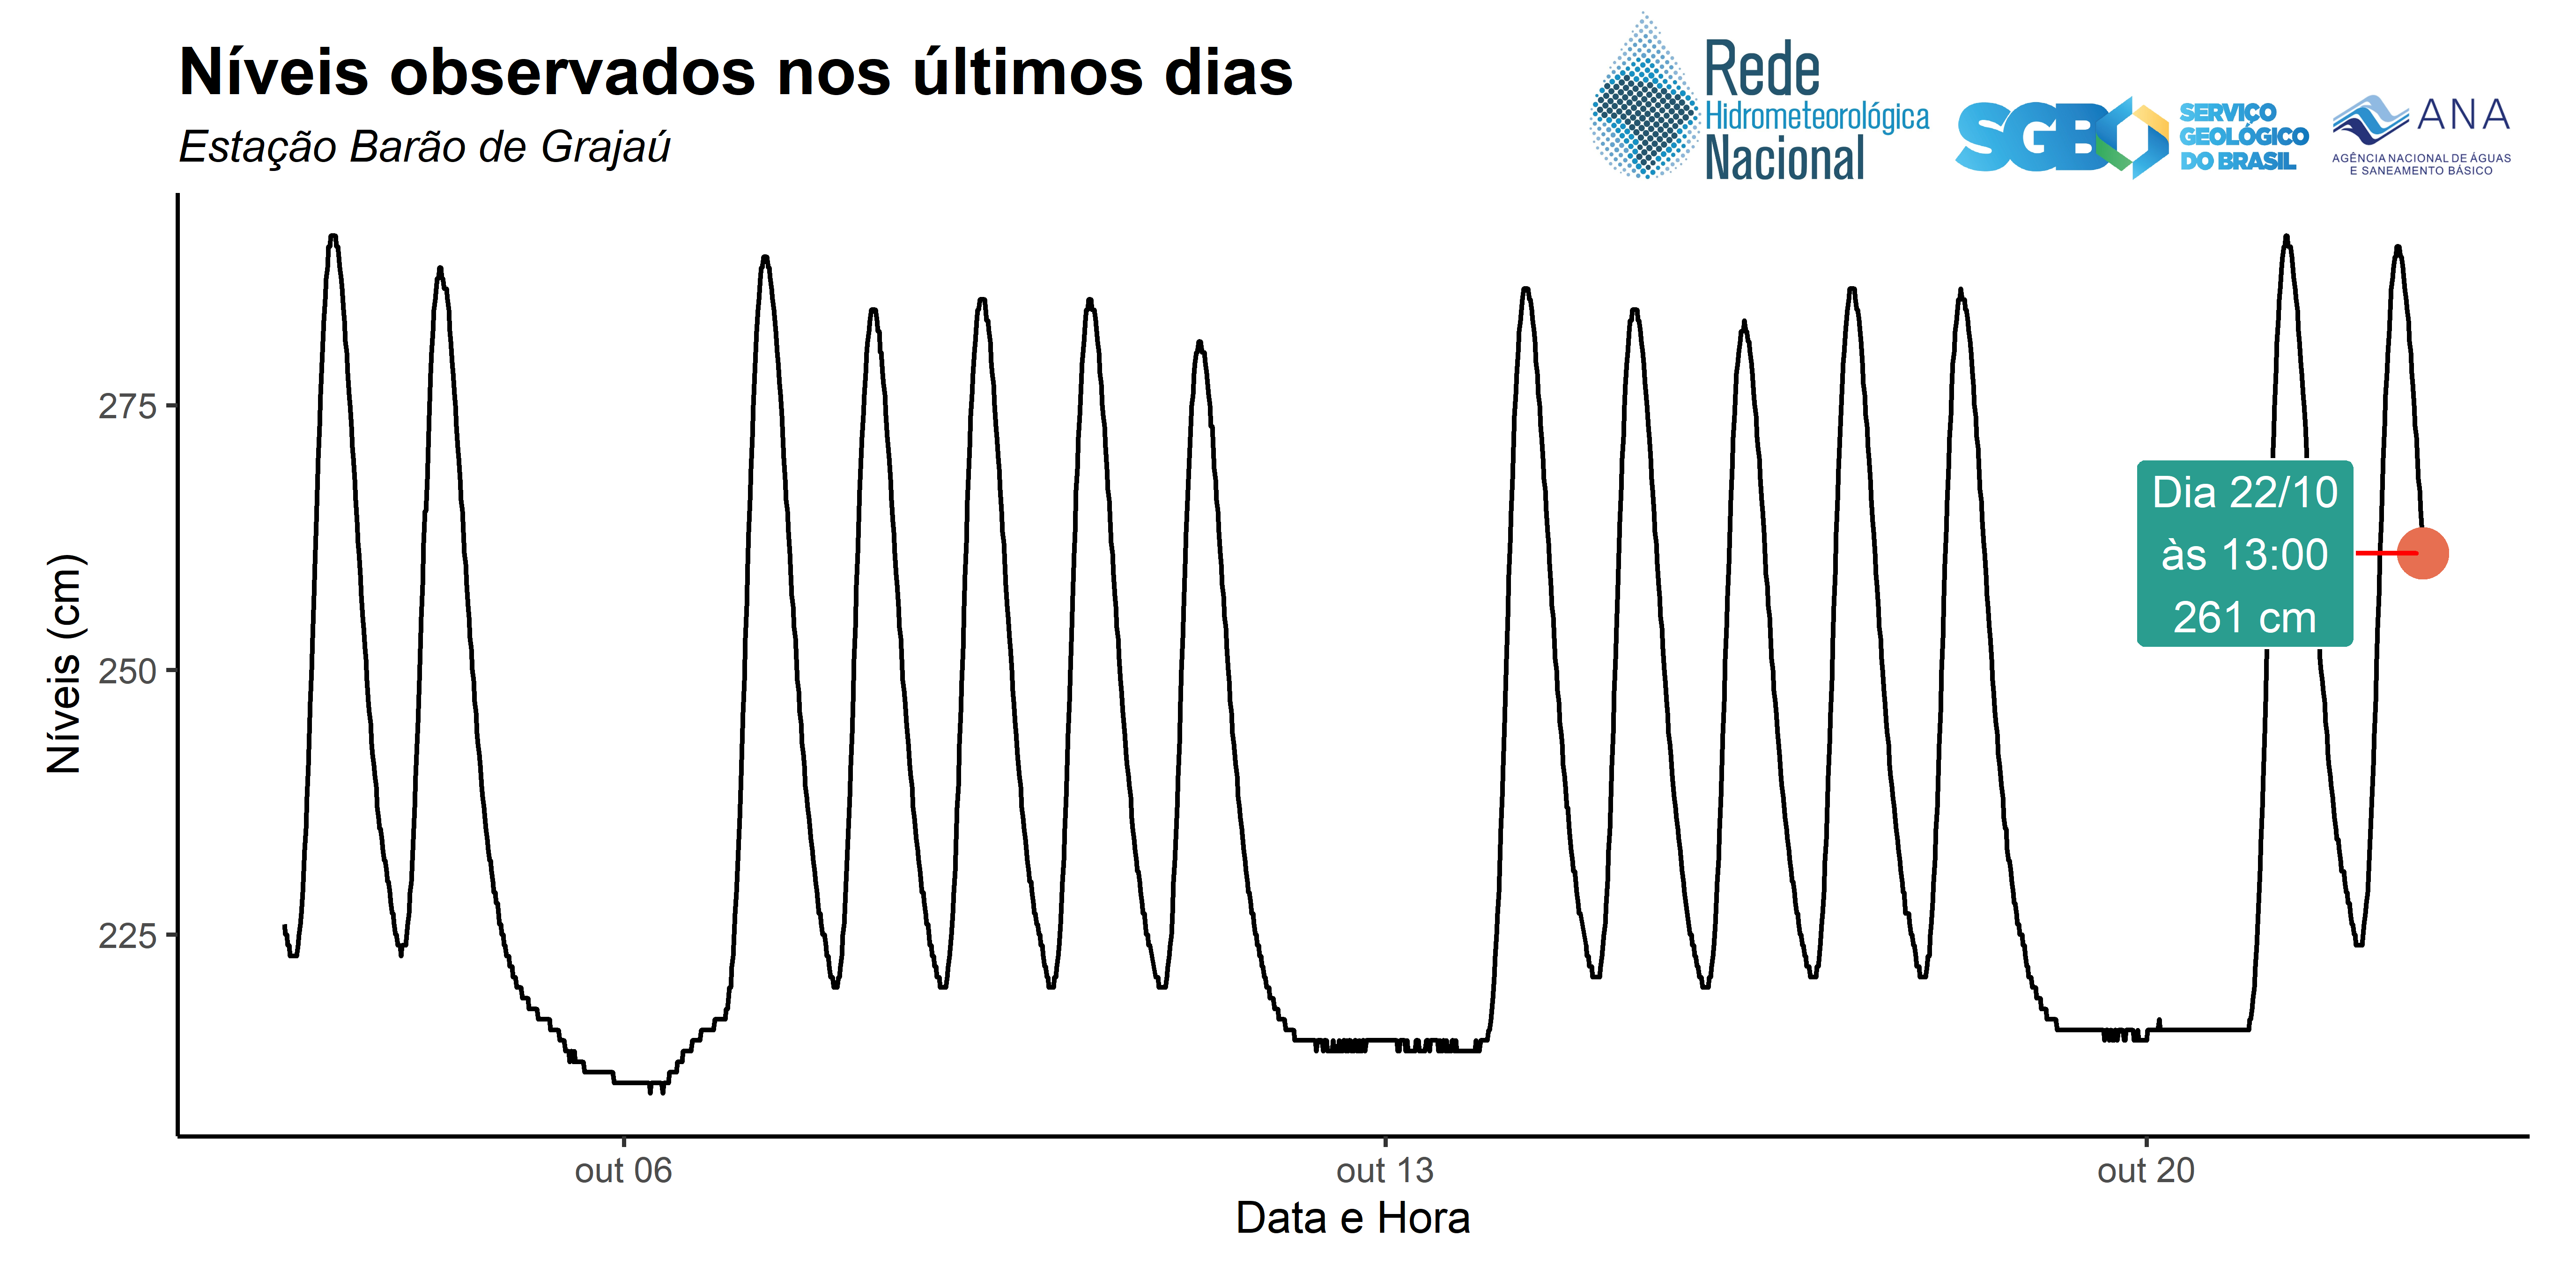 Níveis observados nos últimos dias
Estação Barão de Grajaú
Rede
Hidrometeorológica
Nacional
SGB
SERVIÇO
GEOLÓGICO
DO BRASIL
ANA
AGÊNCIA NACIONAL DE ÁGUAS
E SANEAMENTO BÁSICO
Níveis (cm)
275
250
225
Dia 22/10
às 13:00
261 cm
out 06
out 13
out 20
Data e Hora